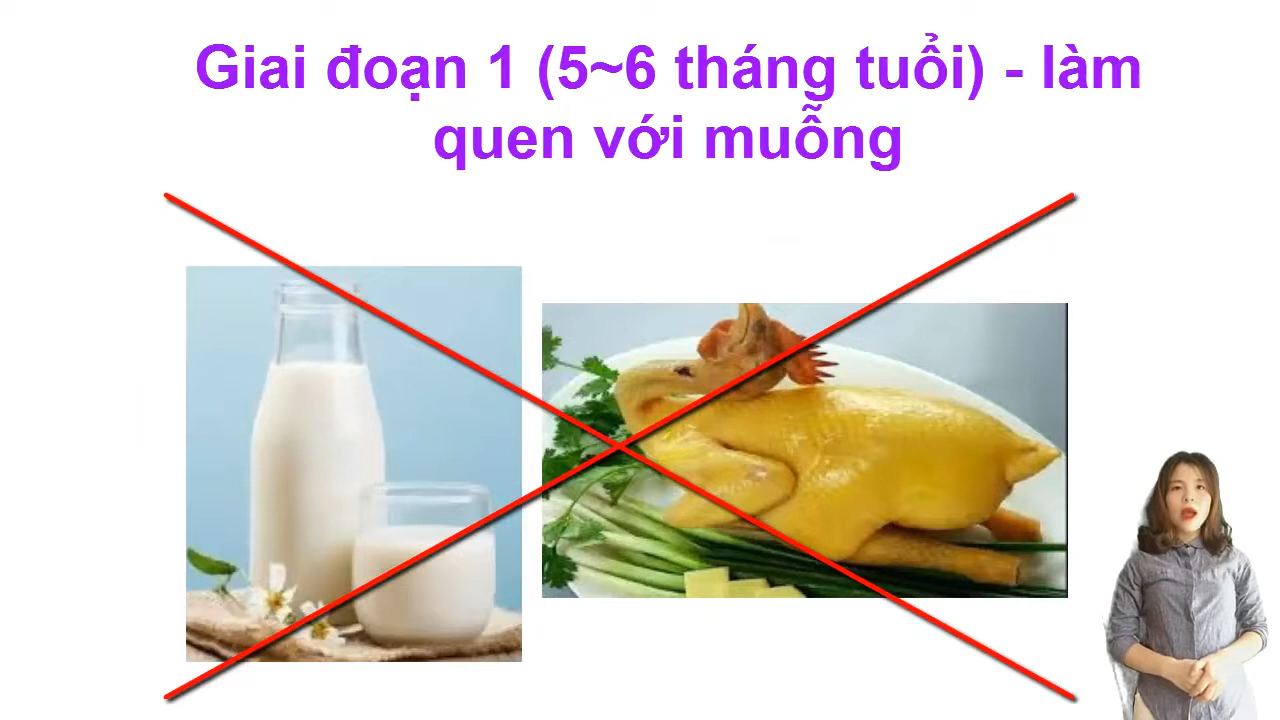 Giai đoạn 1 (5~6 tháng tuổi) - làm
quen với muỗng